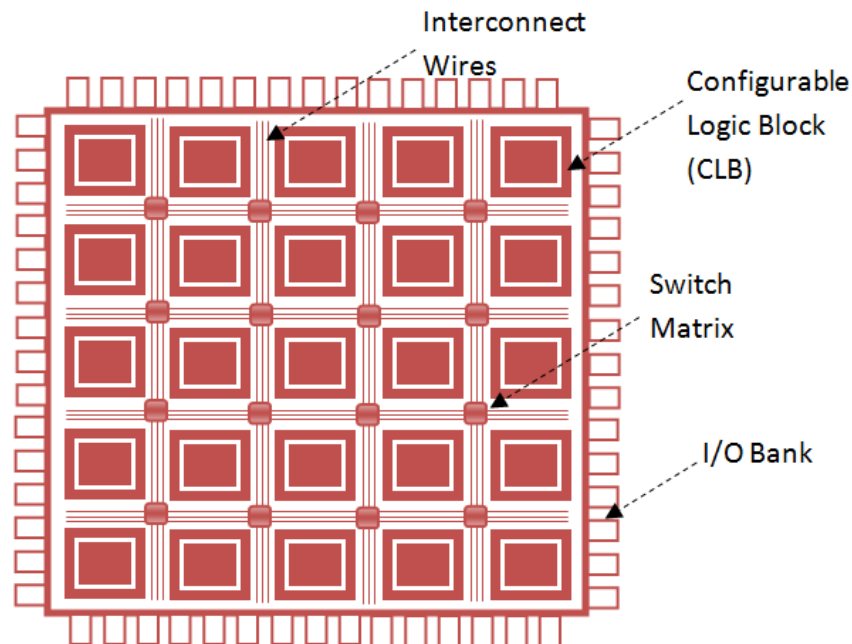 Interconnect
Wires
Configurable
Logic Block
(CLB)
Switch
Matrix
I/O Bank